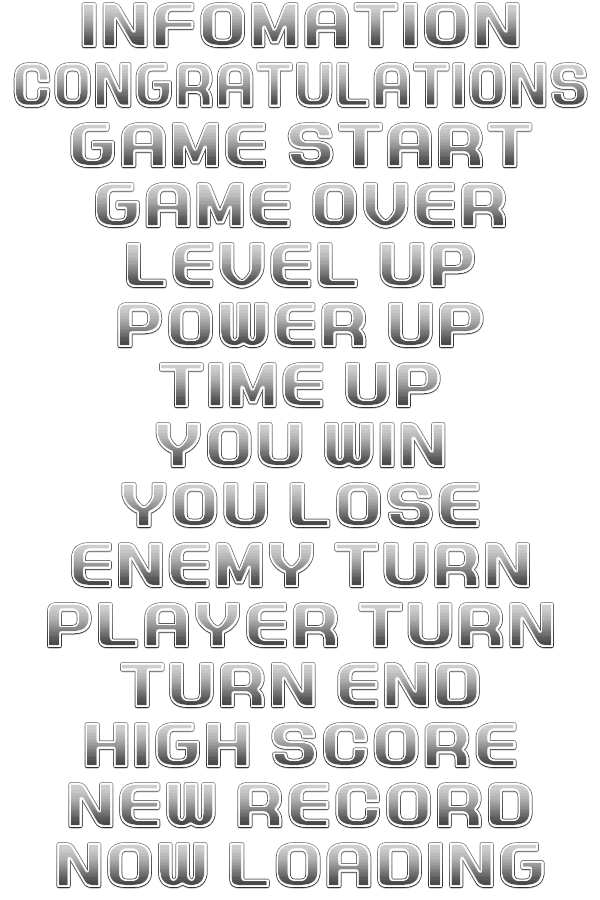 INFOMATION
CONGRATULATIONS
GAME START
GAME OVER
LEVEL UP
POWER UP
TIME UP
YOU WIN
YOU LOSE
ENEMY TURN
PLAYER TURN
TURN END
HIGH SCORE
NEW RECORD
NOW LOADING